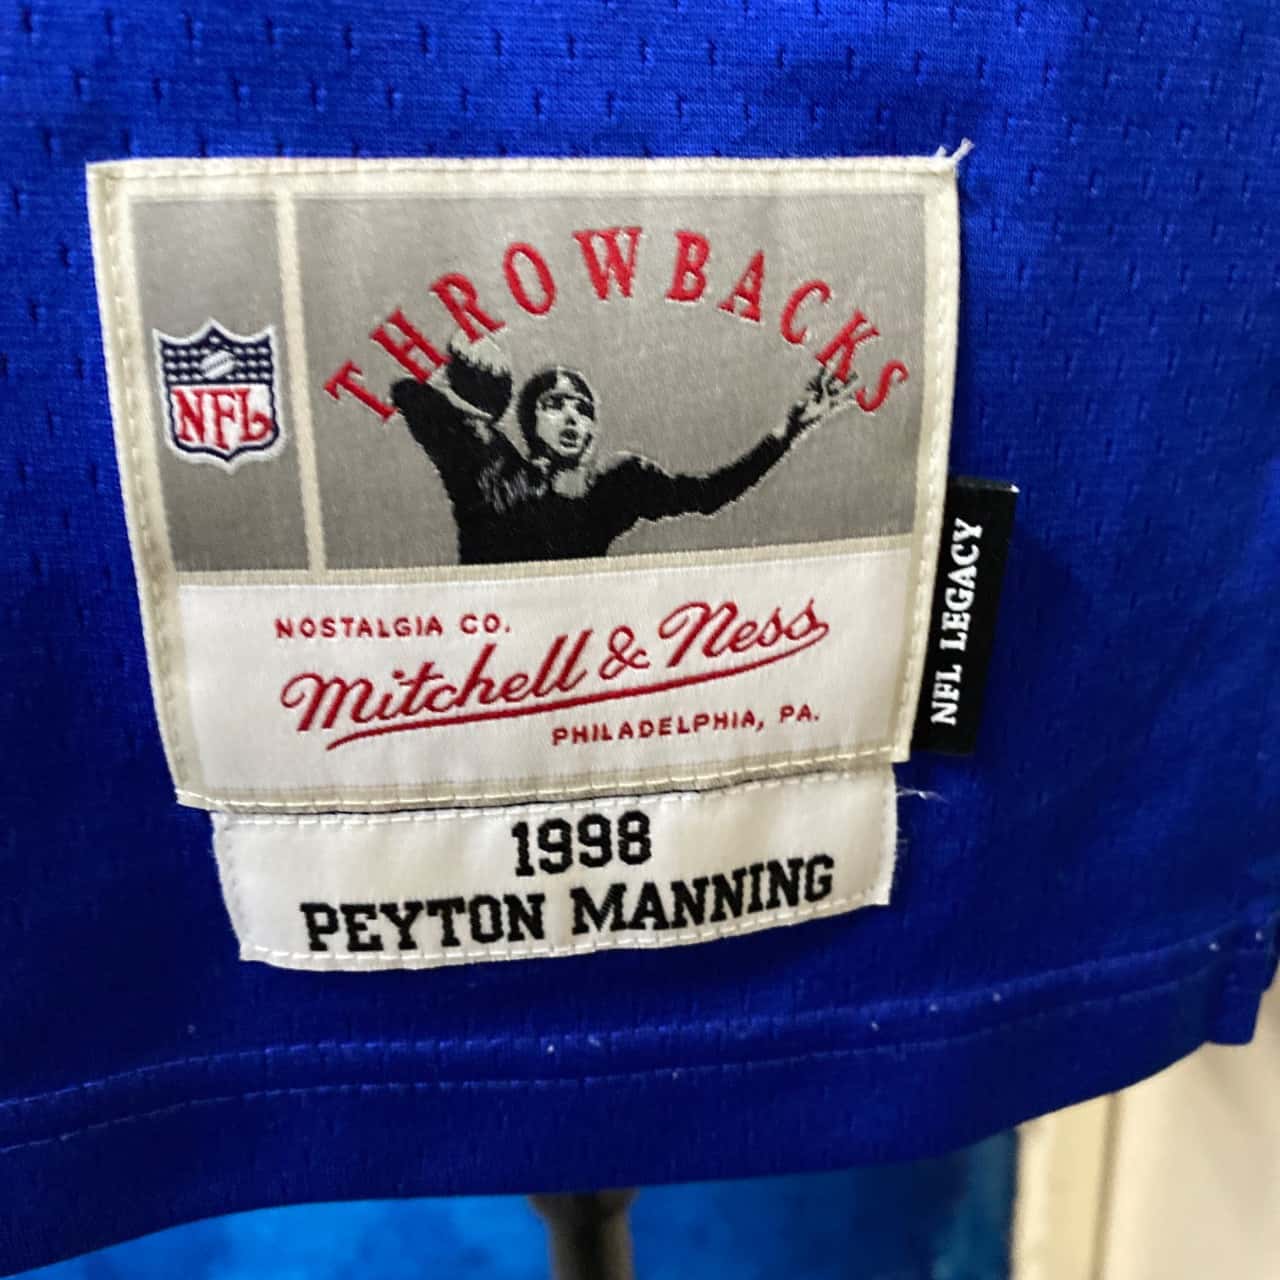 THROWBACKS
NFL
NOSTALGIA CO.
Mitchell & Ness
PHILADELPHIA, PA.
NFL LEGACY
1998
PEYTON MANNING